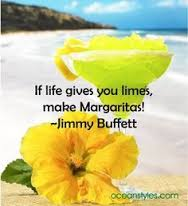 If life gives you limes,
make Margaritas!
~Jimmy Buffett
oceanstyles.com